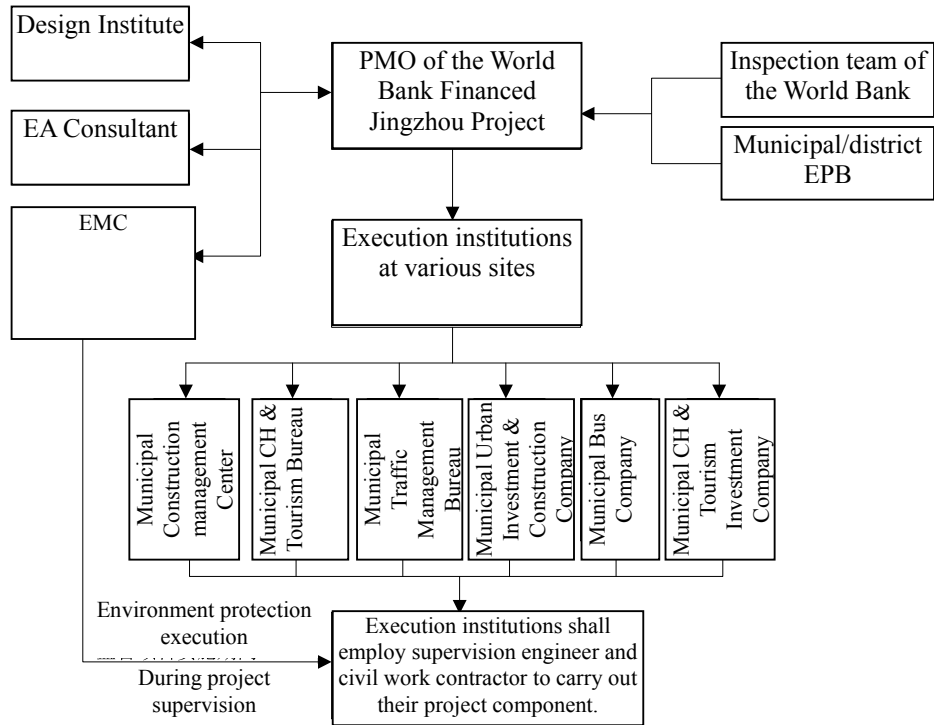 Design Institute
EA Consultant
EMC
PMO of the World
Bank Financed
Jingzhou Project
Inspection team of
the World Bank
Municipal/district
EPB
Execution institutions
at various sites
Municipal
Construction
management
Center
Municipal CH &
Tourism Bureau
Municipal
Traffic
Management
Bureau
Municipal Urban
Investment &
Construction
Company
Municipal Bus
Company
Municipal CH &
Tourism
Investment
Company
Environment protection
execution
During project
supervision
Execution institutions shall
employ supervision engineer and
civil work contractor to carry out
their project component.